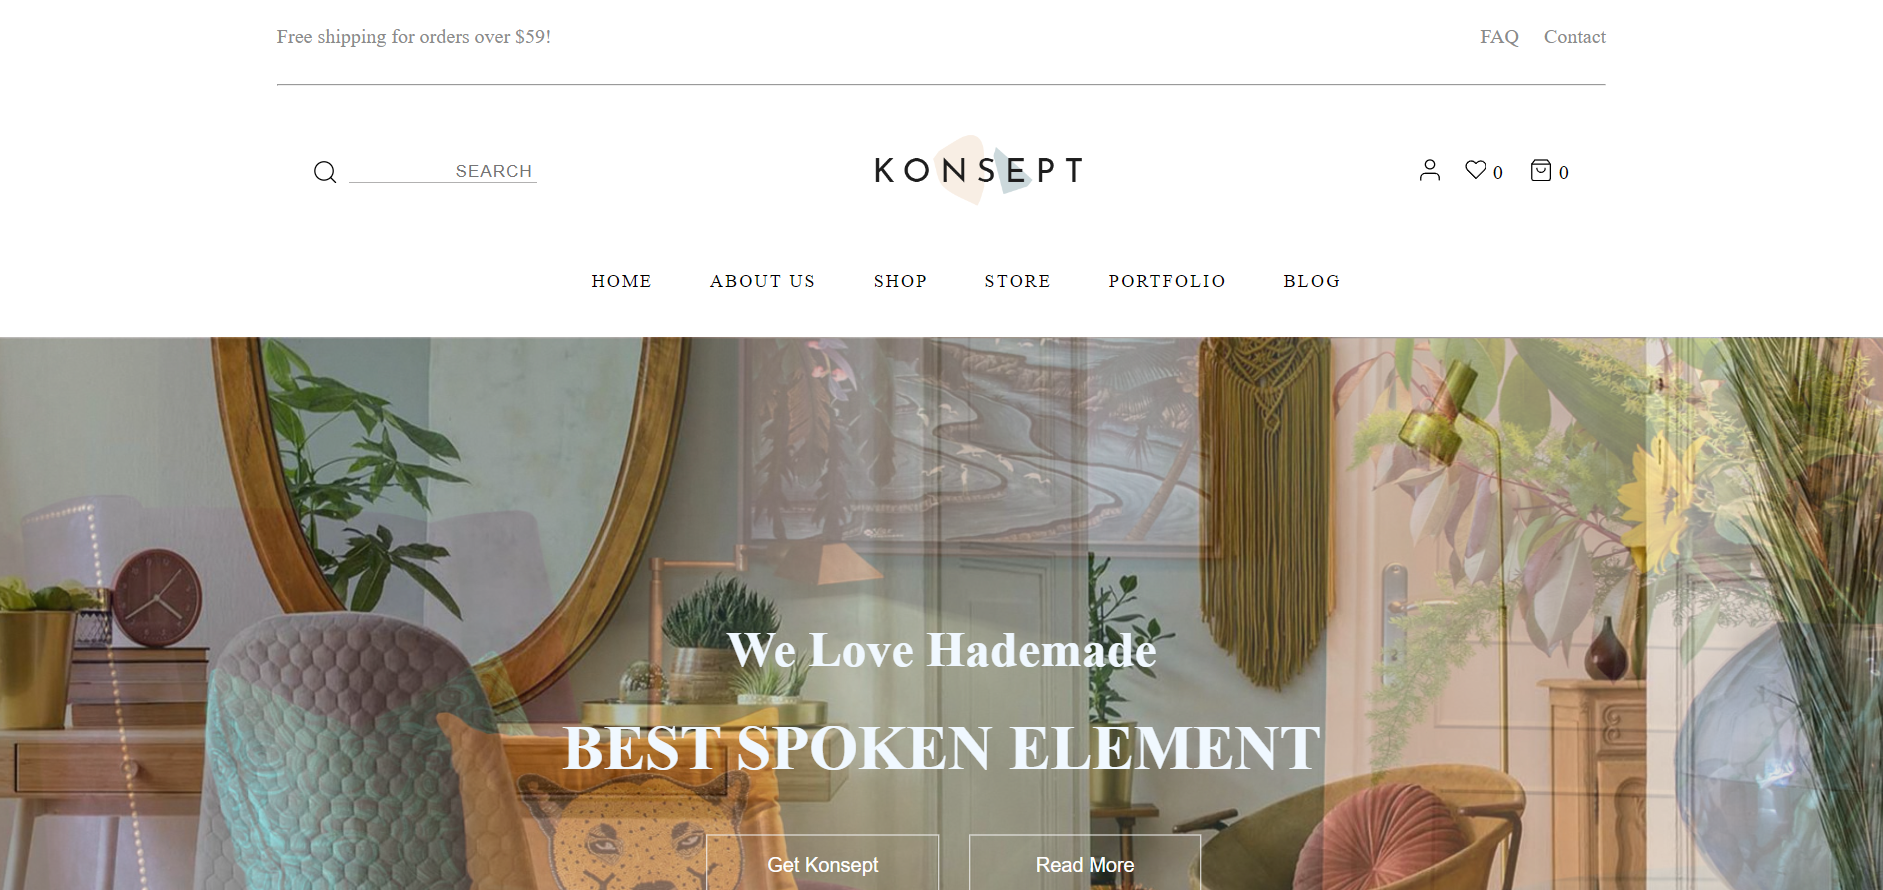 Free shipping for orders over $59!
FAQ Contact
SEARCH
KONSEPT
0 0
HOME ABOUT US SHOP STORE PORTFOLIO BLOG
We Love Hademade
BEST SPOKEN ELEMENT
Get Konsept Read More